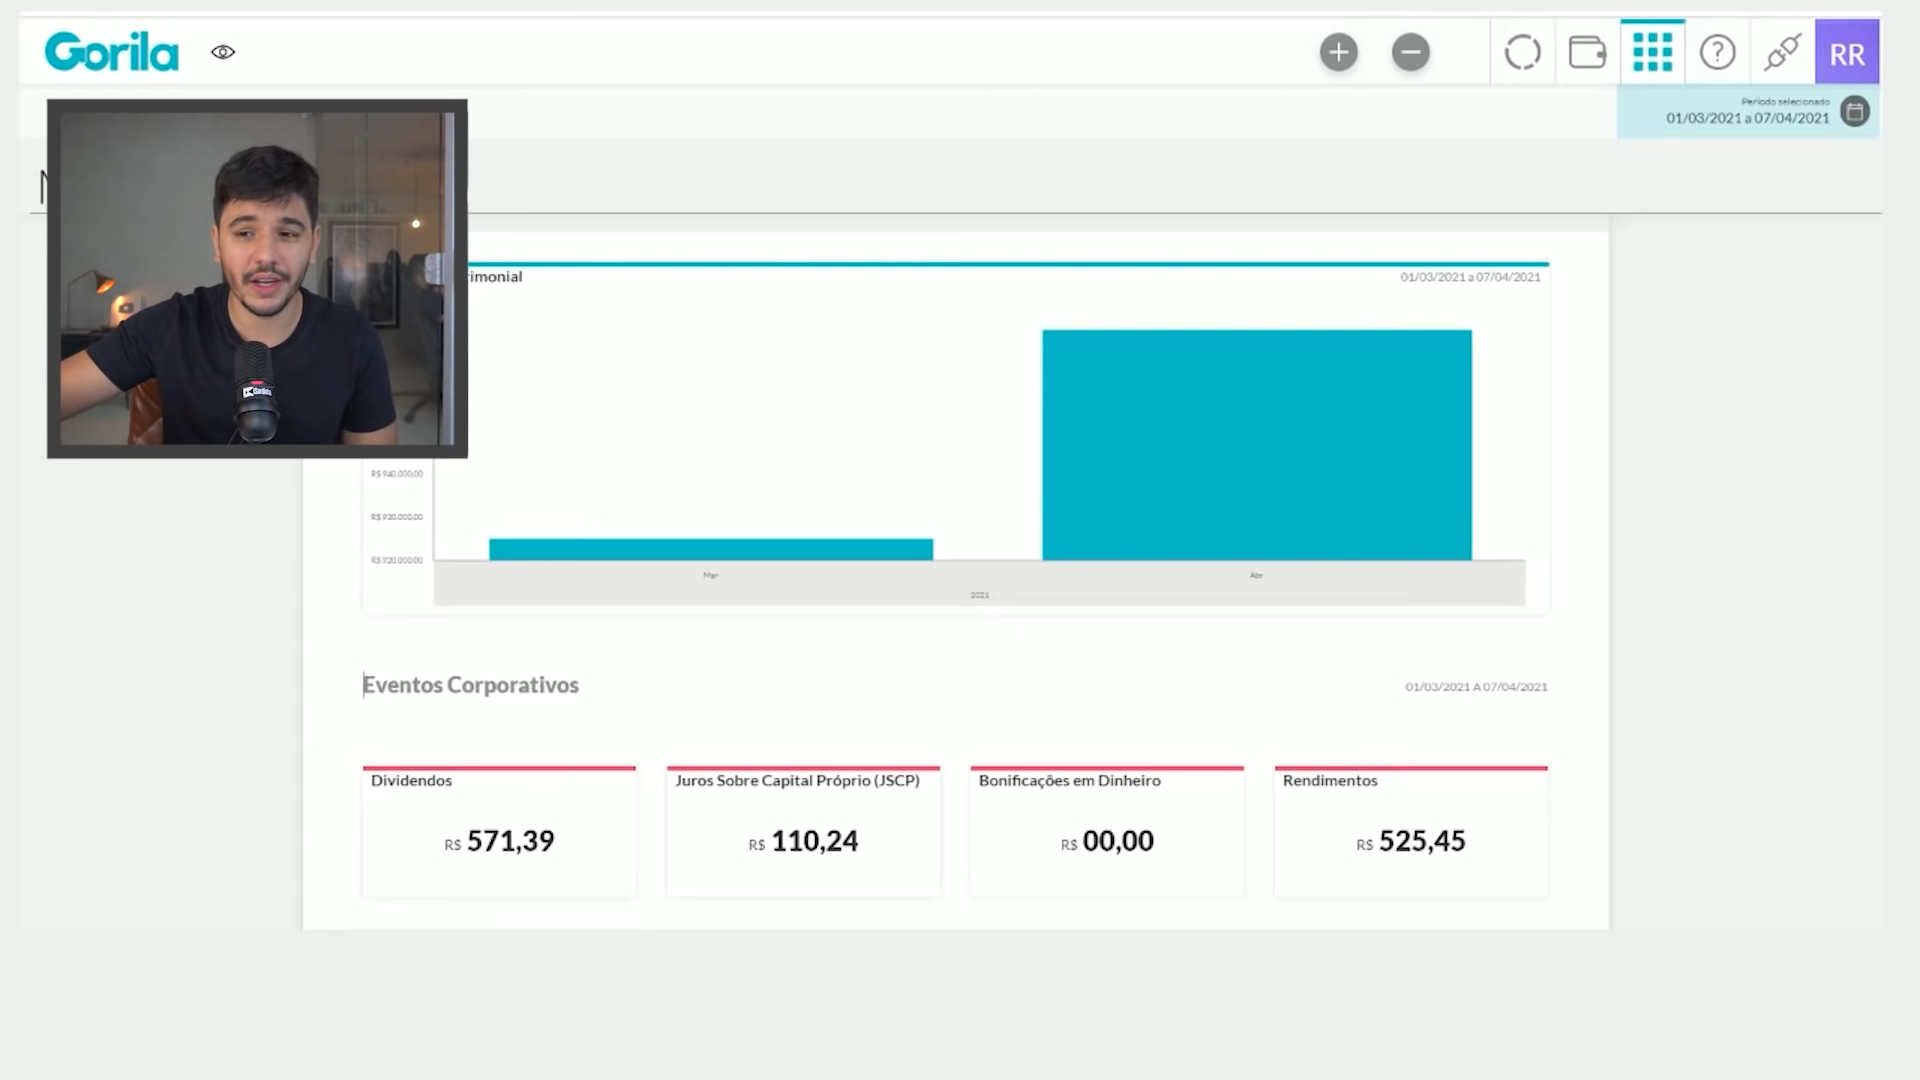 Gorila
RR
Período selecionado
01/03/2021 a 07/04/2021
rimonial
01/03/2021 a 07/04/2021
R$ 940.000,00
R$ 930.000,00
R$ 920.000,00
Mar
Abr
2021
Eventos Corporativos
01/03/2021 A 07/04/2021
Dividendos
R$ 571,39
Juros Sobre Capital Próprio (JSCP)
R$ 110,24
Bonificações em Dinheiro
R$ 00,00
Rendimentos
R$ 525,45